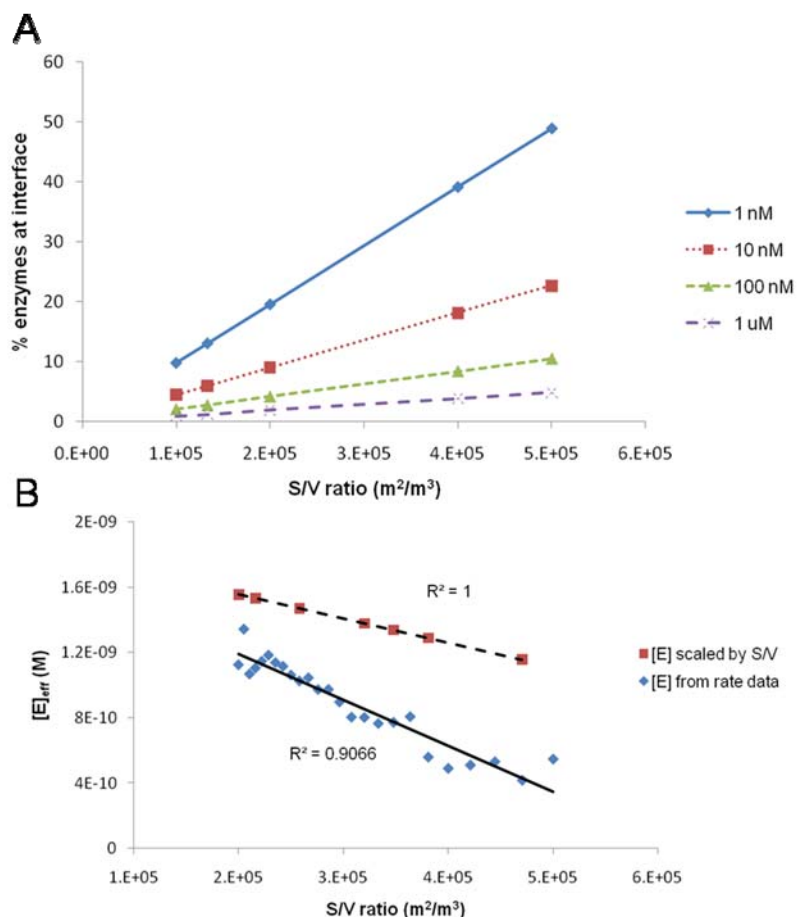 A
% enzymes at interface
60
50
40
30
20
10
0
0.E+00
1.E+05
2.E+05
3.E+05
4.E+05
5.E+05
6.E+05
S/V ratio (m²/m³)
1 nM
10 nM
100 nM
1 uM
B
[E]eff (M)
2.E-09
1.6E-09
1.2E-09
8.E-10
4.E-10
0
R² = 1
R² = 0.9066
1.E+05
2.E+05
3.E+05
4.E+05
5.E+05
6.E+05
S/V ratio (m²/m³)
[E] scaled by S/V
[E] from rate data